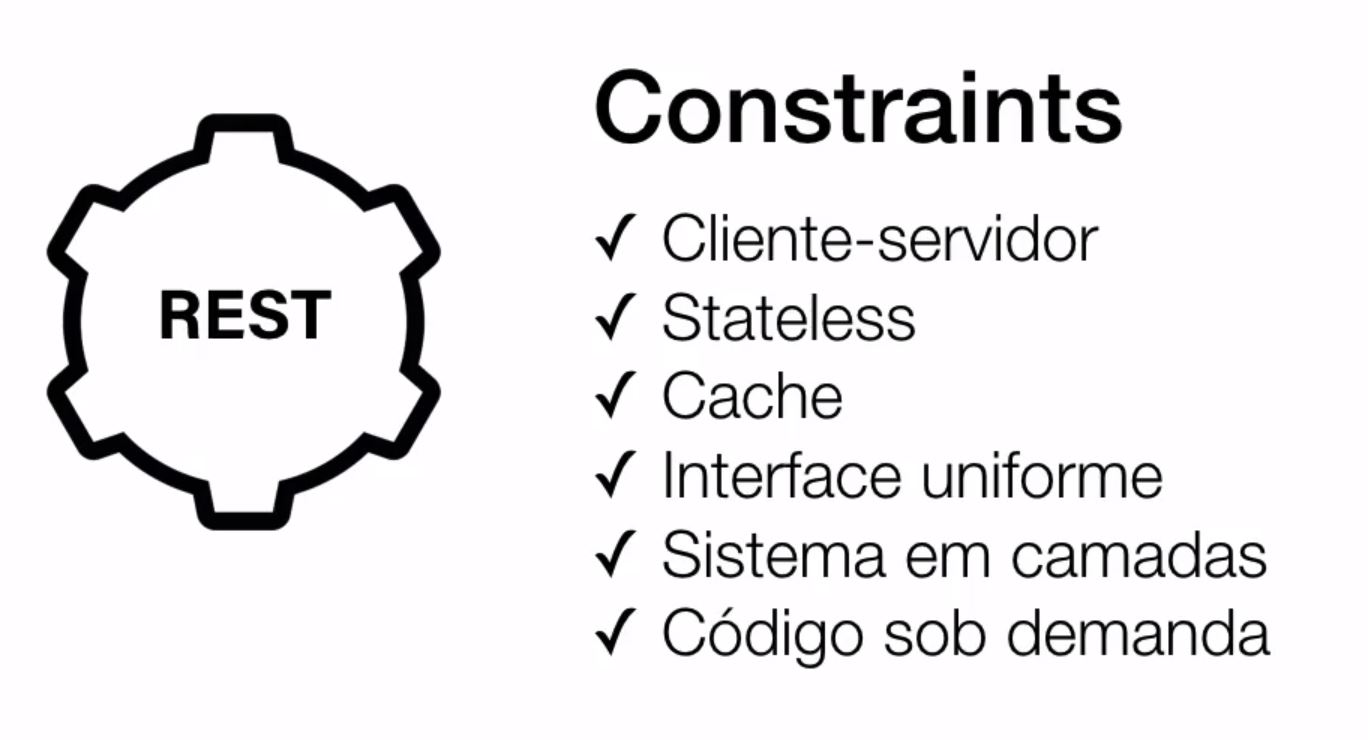 REST
Constraints
✓ Cliente-servidor
✓ Stateless
✓ Cache
✓ Interface uniforme
✓ Sistema em camadas
✓ Código sob demanda